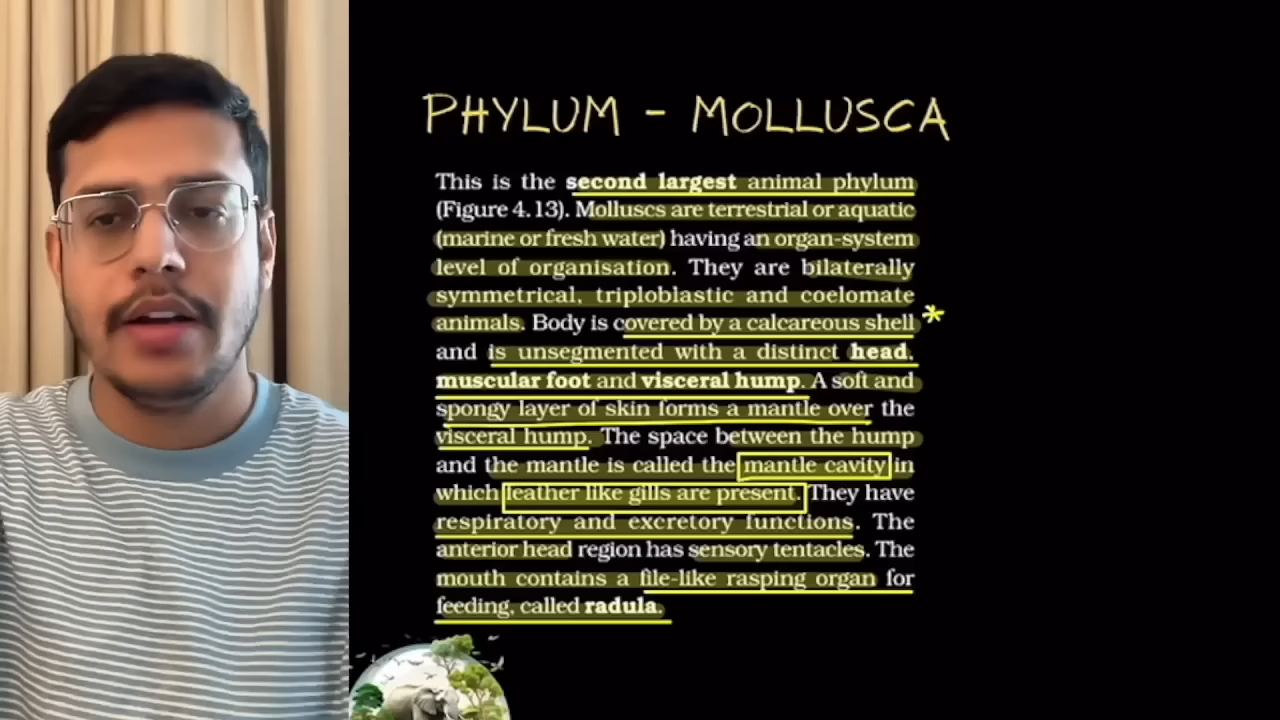 PHYLUM - MOLLUSCA
This is the second largest animal phylum
(Figure 4.13). Molluscs are terrestrial or aquatic
(marine or fresh water) having an organ-system
level of organisation. They are bilaterally
symmetrical, triploblastic and coelomate
animals. Body is covered by a calcareous shell *
and is unsegmented with a distinct head,
muscular foot and visceral hump. A soft and
spongy layer of skin forms a mantle over the
visceral hump. The space between the hump
and the mantle is called the mantle cavity in
which feather like gills are present. They have
respiratory and excretory functions. The
anterior head region has sensory tentacles. The
mouth contains a file-like rasping organ for
feeding, called radula.